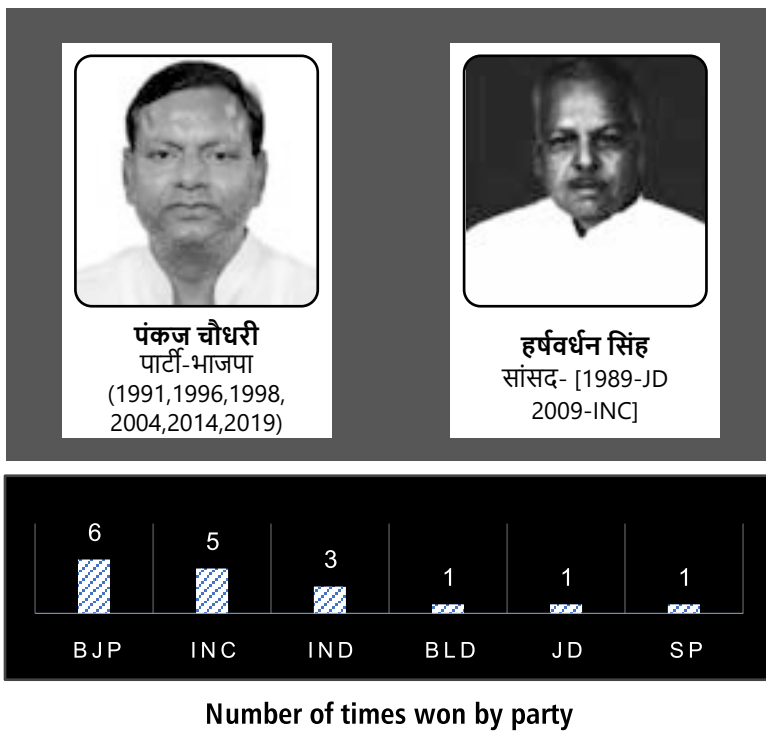 पंकज चौधरी
पार्टी-भाजपा
(1991,1996,1998,
2004,2014,2019)
हर्षवर्धन सिंह
सांसद- [1989-JD
2009-INC]
6 5 3 1 1 1
BJP INC IND BLD JD SP
Number of times won by party